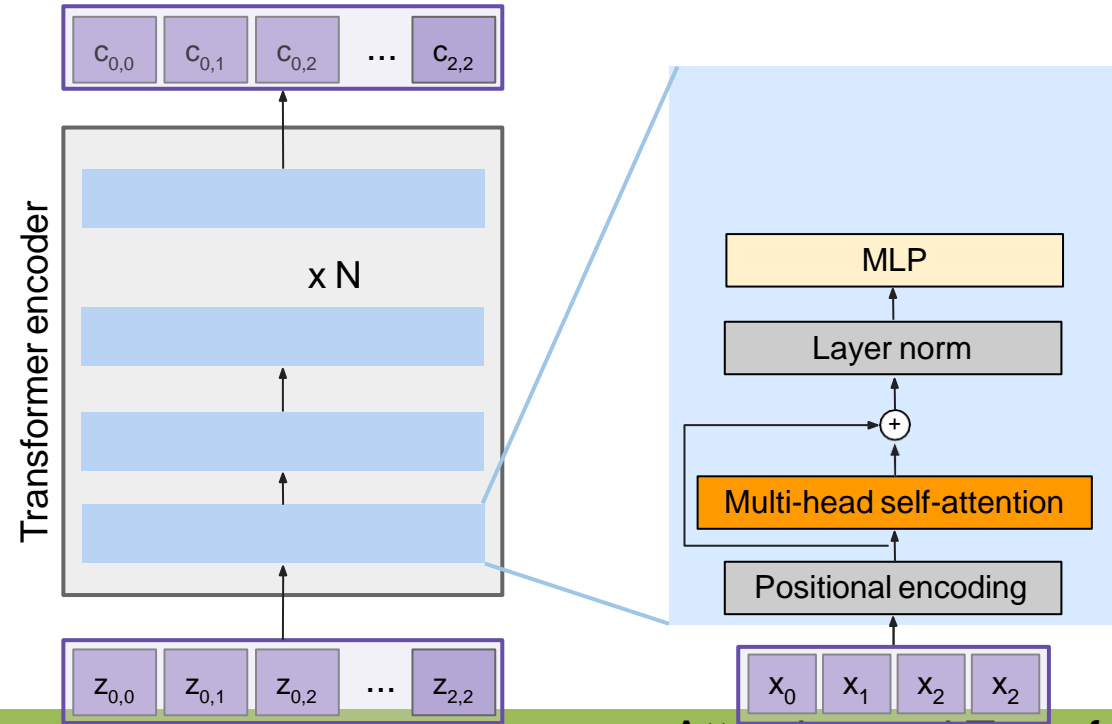 c0,0 c0,1 c0,2 ... c2,2
Transformer encoder
x N
z0,0 z0,1 z0,2 ... z2,2
MLP
Layer norm
+
Multi-head self-attention
Positional encoding
x0 x1 x2 x2